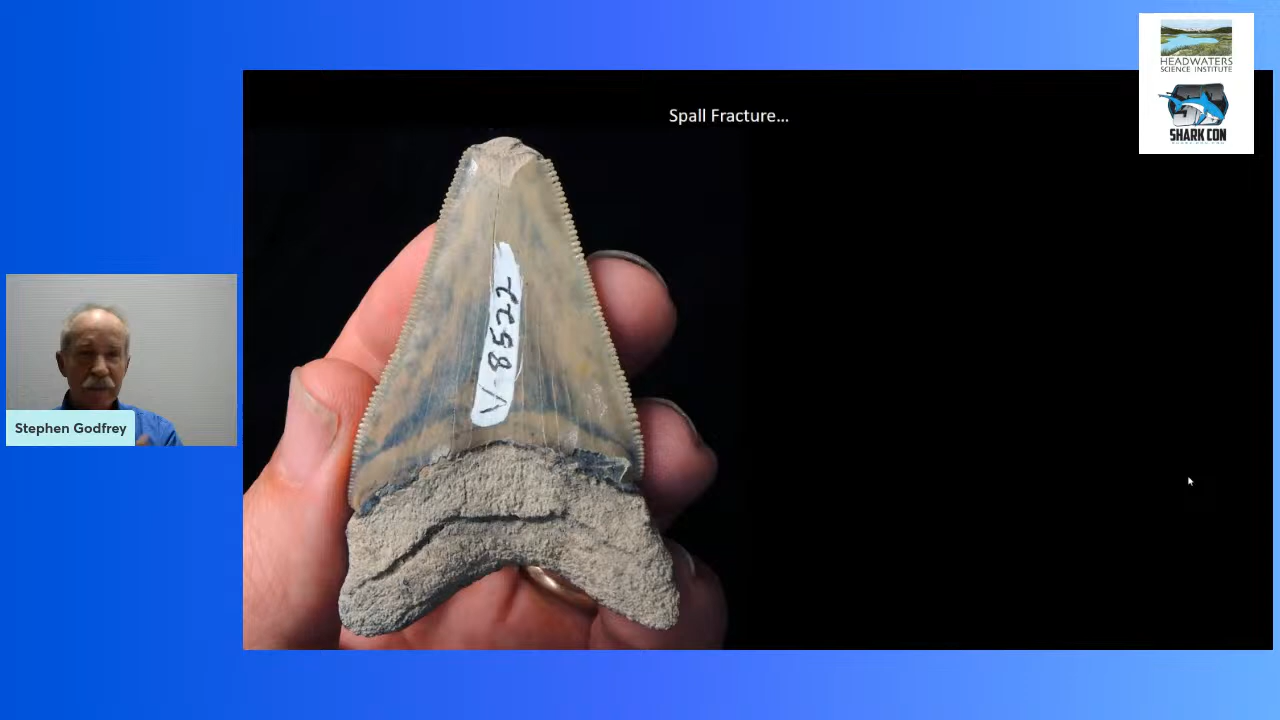 HEADWATERS
SCIENCE INSTITUTE
SHARK CON
Spall Fracture...
V-8522
Stephen Godfrey